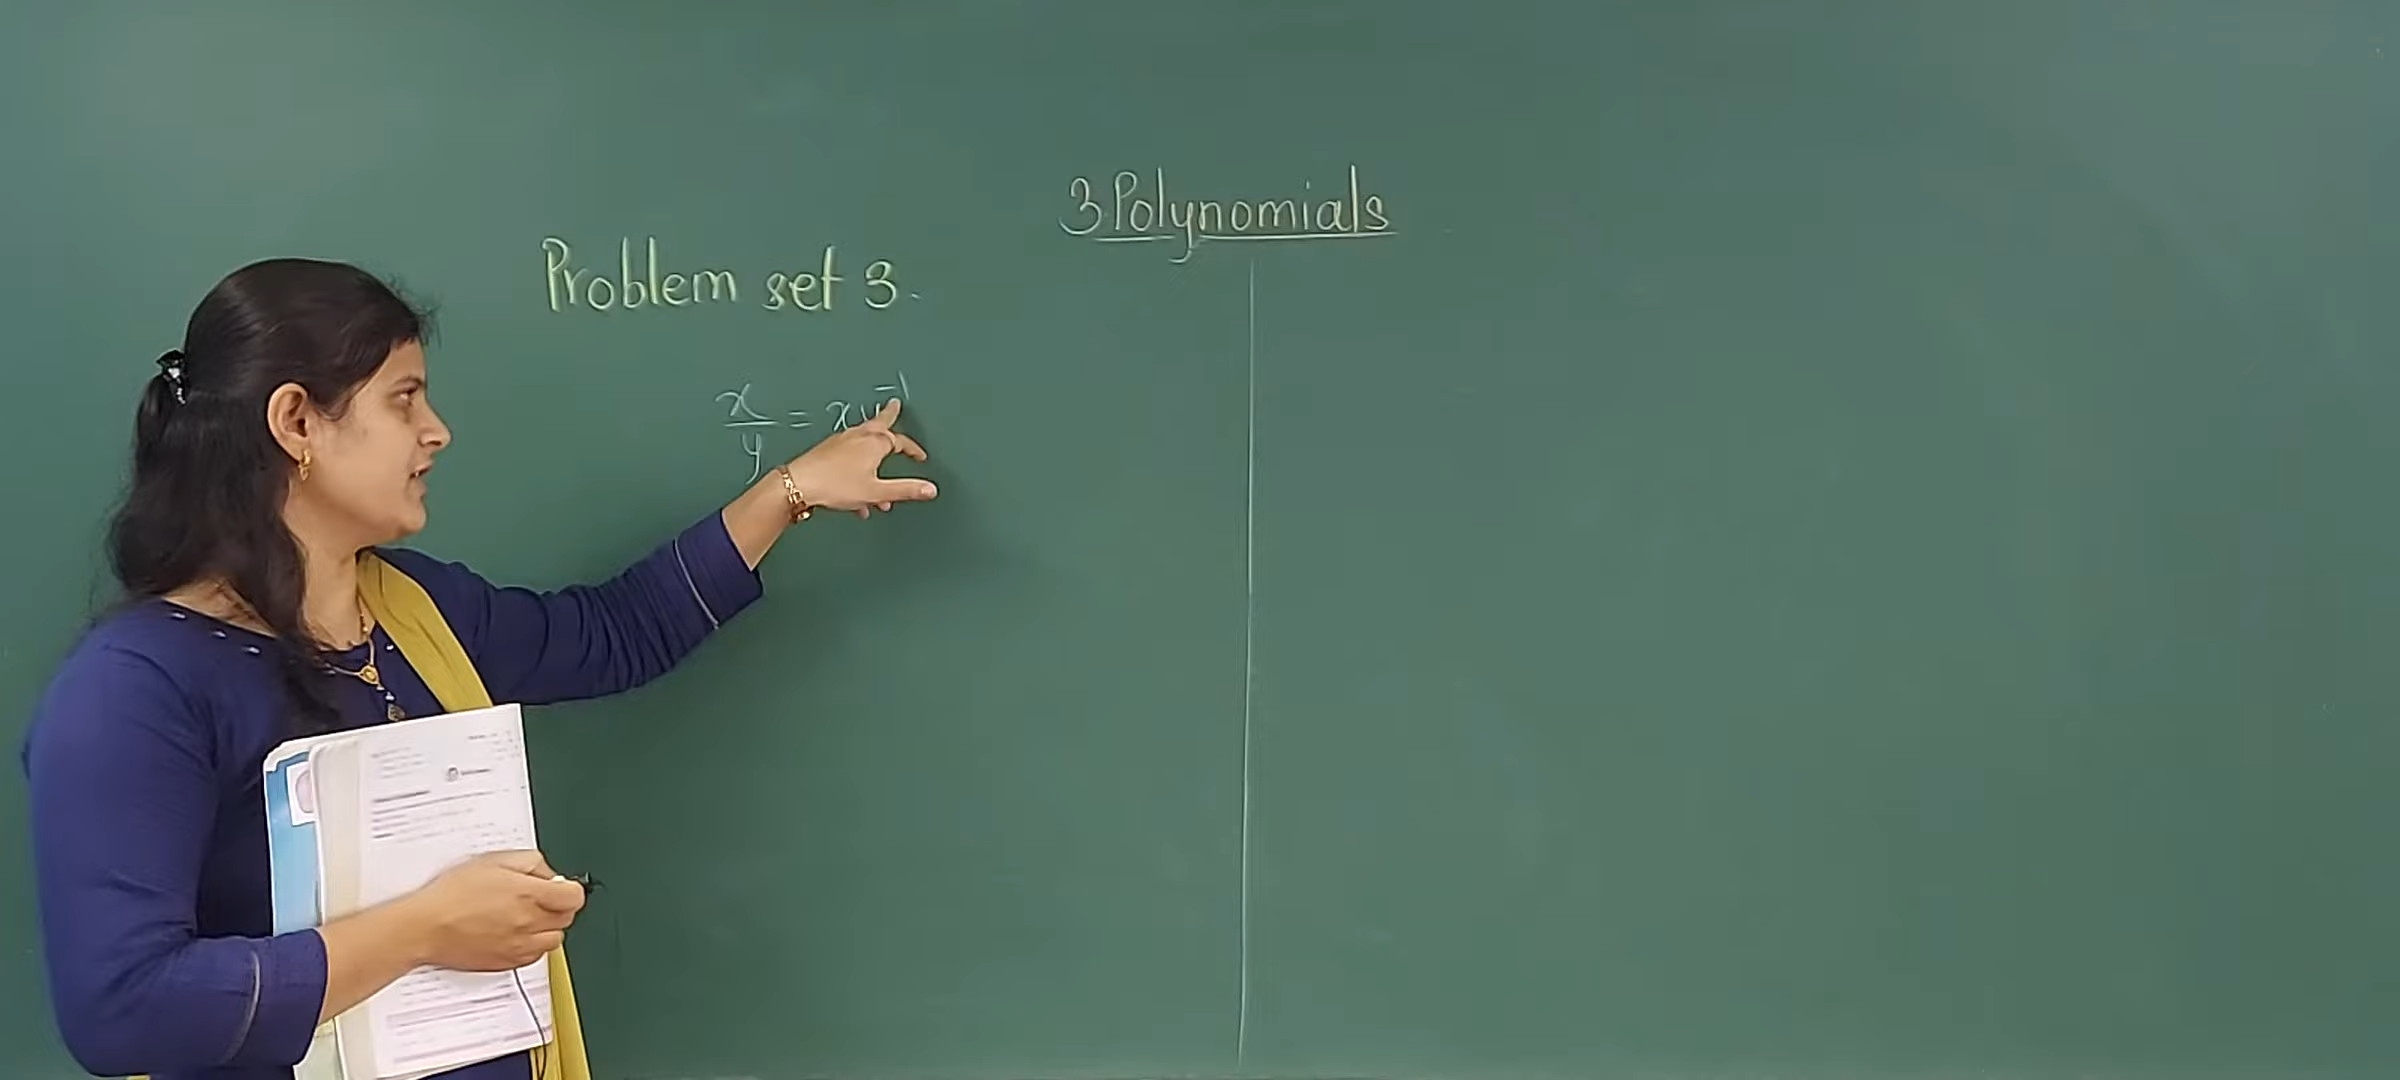 3.Polynomials
Problem set 3.
x/y = xy⁻¹